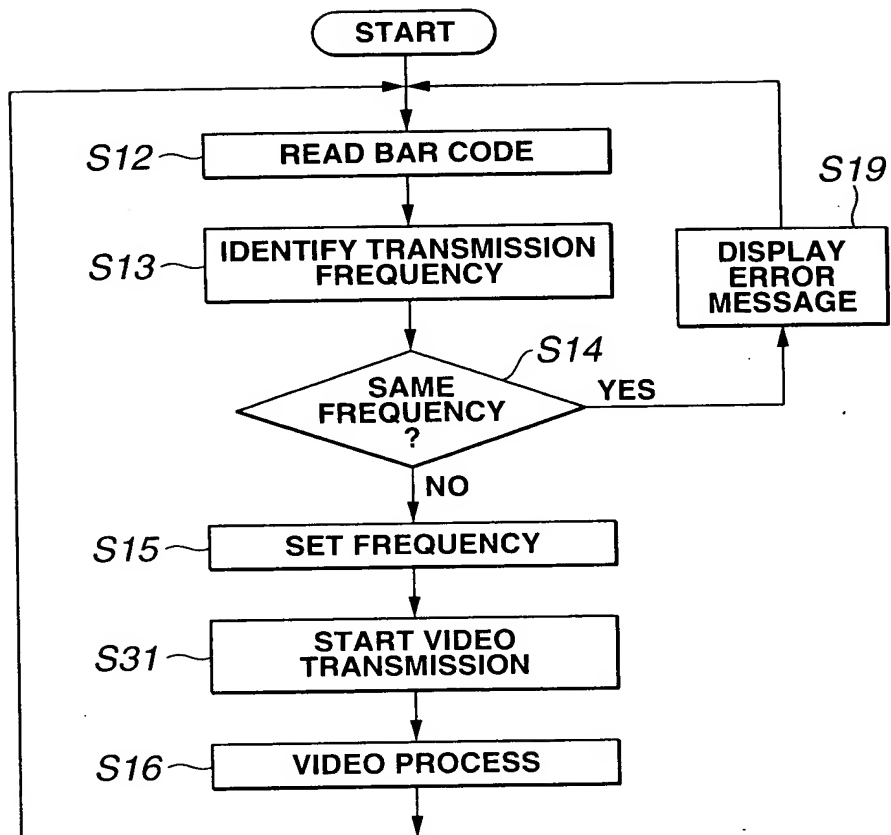 START
S12
READ BAR CODE
S13
IDENTIFY TRANSMISSION
FREQUENCY
S19
DISPLAY
ERROR
MESSAGE
S14
SAME
FREQUENCY
?
YES
NO
S15
SET FREQUENCY
S31
START VIDEO
TRANSMISSION
S16
VIDEO PROCESS